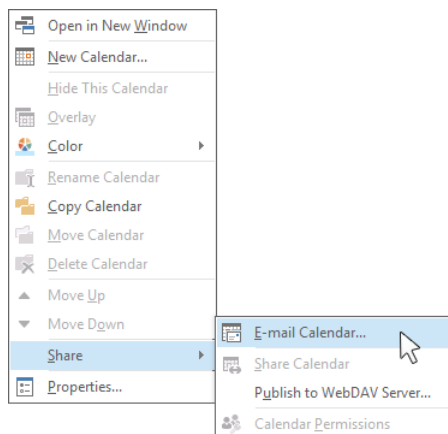 Open in New Window
New Calendar...
Hide This Calendar
Overlay
Color
Rename Calendar
Copy Calendar
Move Calendar
Delete Calendar
Move Up
Move Down
Share
Properties...
E-mail Calendar...
Share Calendar
Publish to WebDAV Server...
Calendar Permissions